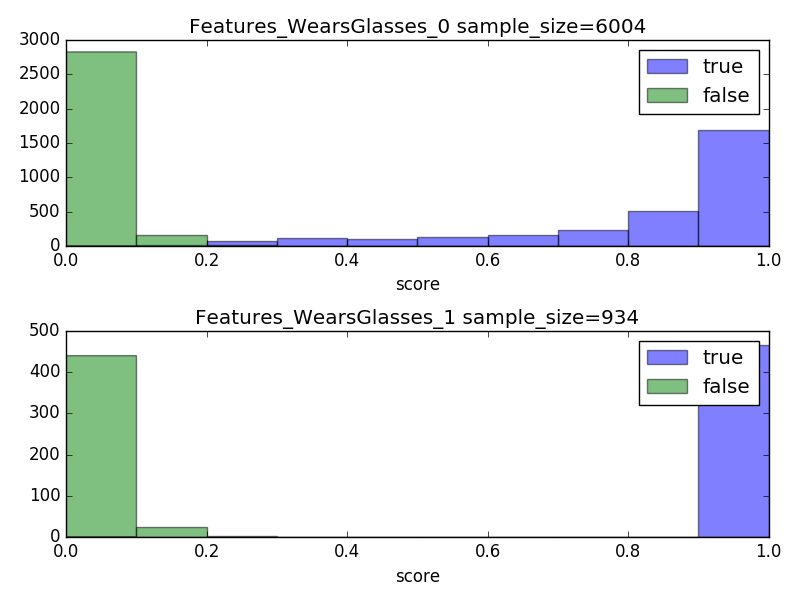 Features_WearsGlasses_0 sample_size=6004
3000
2500
2000
1500
1000
500
0
true
false
0.0 0.2 0.4 0.6 0.8 1.0
score
Features_WearsGlasses_1 sample_size=934
500
400
300
200
100
0
true
false
0.0 0.2 0.4 0.6 0.8 1.0
score